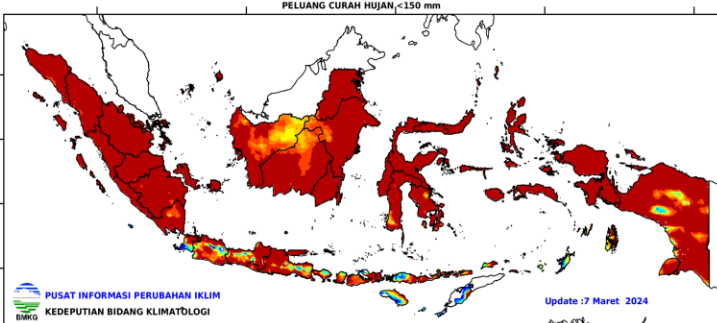 PELUANG CURAH HUJAN <150 mm
PUSAT INFORMASI PERUBAHAN IKLIM
KEDEPUTIAN BIDANG KLIMATOLOGI
BMKG
Update :7 Maret 2024